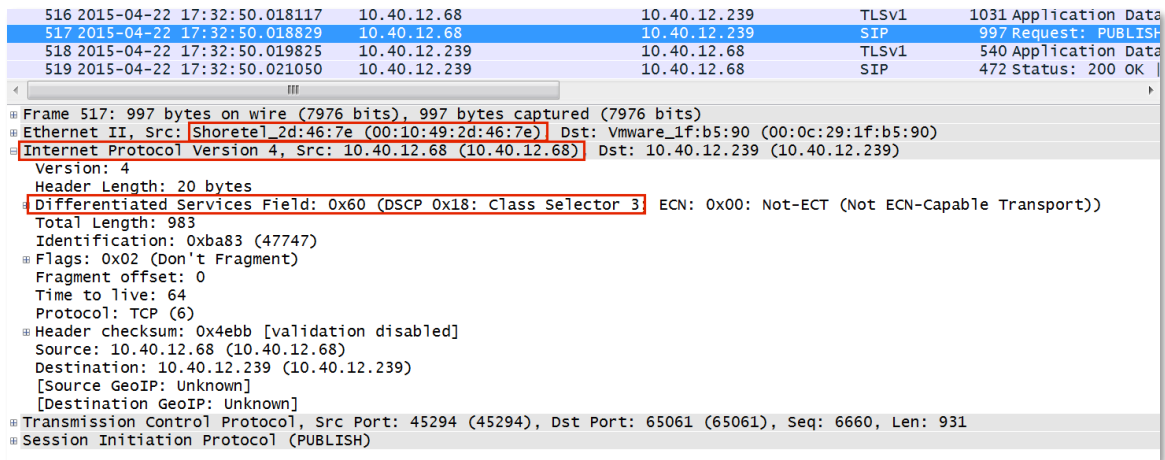 516 2015-04-22 17:32:50.018117 10.40.12.68 10.40.12.239 TLSv1 1031 Application Data
517 2015-04-22 17:32:50.018829 10.40.12.68 10.40.12.239 SIP 997 Request: PUBLISH
518 2015-04-22 17:32:50.019825 10.40.12.239 10.40.12.68 TLSv1 540 Application Data
519 2015-04-22 17:32:50.021050 10.40.12.239 10.40.12.68 SIP 472 Status: 200 OK |
Frame 517: 997 bytes on wire (7976 bits), 997 bytes captured (7976 bits)
Ethernet II, Src: Shoretel_2d:46:7e (00:10:49:2d:46:7e) Dst: Vmware_1f:b5:90 (00:0c:29:1f:b5:90)
Internet Protocol Version 4, Src: 10.40.12.68 (10.40.12.68) Dst: 10.40.12.239 (10.40.12.239)
Version: 4
Header Length: 20 bytes
Differentiated Services Field: 0x60 (DSCP 0x18: Class Selector 3; ECN: 0x00: Not-ECT (Not ECN-Capable Transport))
Total Length: 983
Identification: 0xba83 (47747)
Flags: 0x02 (Don't Fragment)
Fragment offset: 0
Time to live: 64
Protocol: TCP (6)
Header checksum: 0x4ebb [validation disabled]
Source: 10.40.12.68 (10.40.12.68)
Destination: 10.40.12.239 (10.40.12.239)
[Source GeoIP: Unknown]
[Destination GeoIP: Unknown]
Transmission Control Protocol, Src Port: 45294 (45294), Dst Port: 65061 (65061), Seq: 6660, Len: 931
Session Initiation Protocol (PUBLISH)